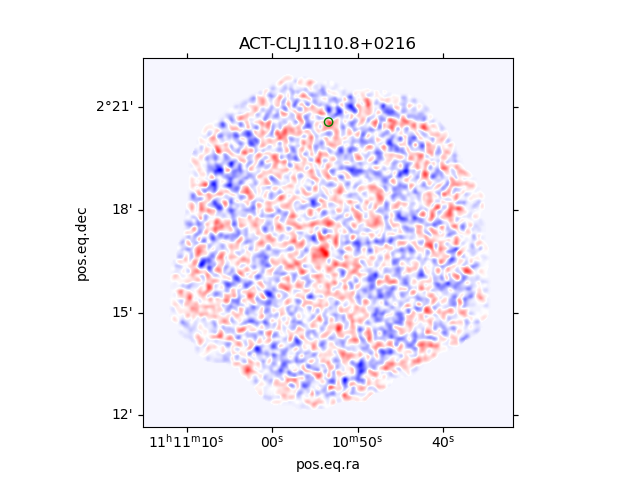 ACT-CLJ1110.8+0216
2°21'
18'
15'
12'
pos.eq.dec
11ʰ11ᵐ10ˢ 00ˢ 10ᵐ50ˢ 40ˢ
pos.eq.ra